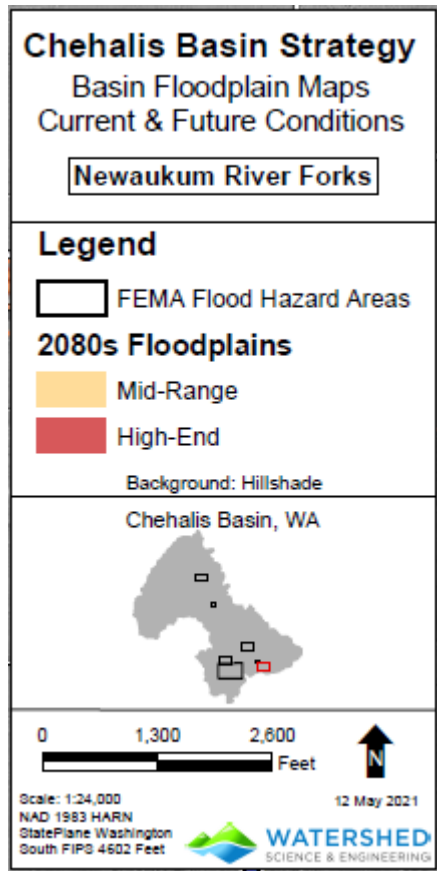 Chehalis Basin Strategy
Basin Floodplain Maps
Current & Future Conditions
Newaukum River Forks
Legend
FEMA Flood Hazard Areas
2080s Floodplains
Mid-Range
High-End
Background: Hillshade
Chehalis Basin, WA
0 1,300 2,600
Feet
N
Scale: 1:24,000
NAD 1983 HARN
StatePlane Washington
South FIPS 4602 Feet
12 May 2021
WATERSHED
SCIENCE & ENGINEERING